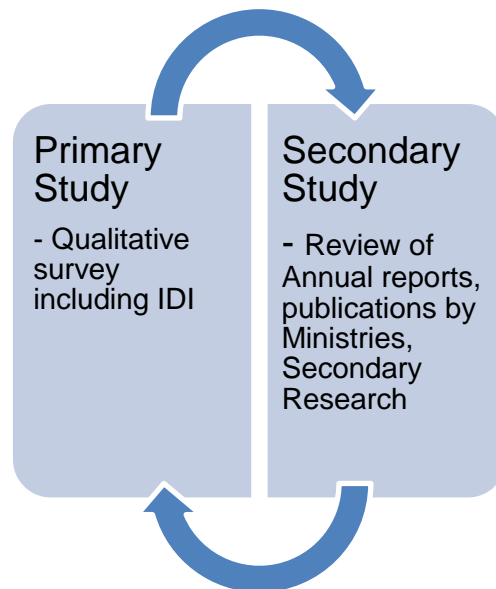 Primary
Study
- Qualitative
survey
including IDI
Secondary
Study
- Review of
Annual reports,
publications by
Ministries,
Secondary
Research